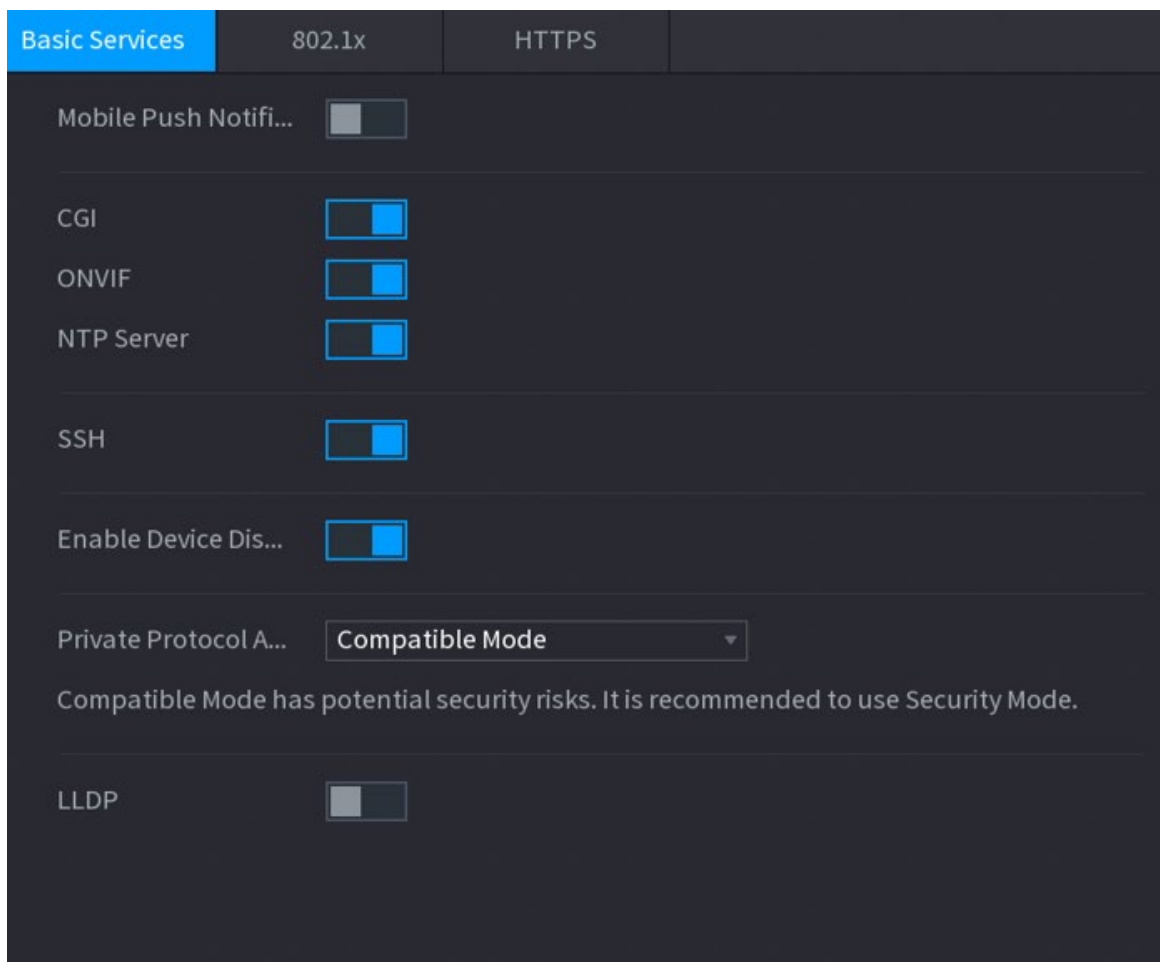 Basic Services 802.1x HTTPS
Mobile Push Notifi...
CGI
ONVIF
NTP Server
SSH
Enable Device Dis...
Private Protocol A... Compatible Mode
Compatible Mode has potential security risks. It is recommended to use Security Mode.
LLDP